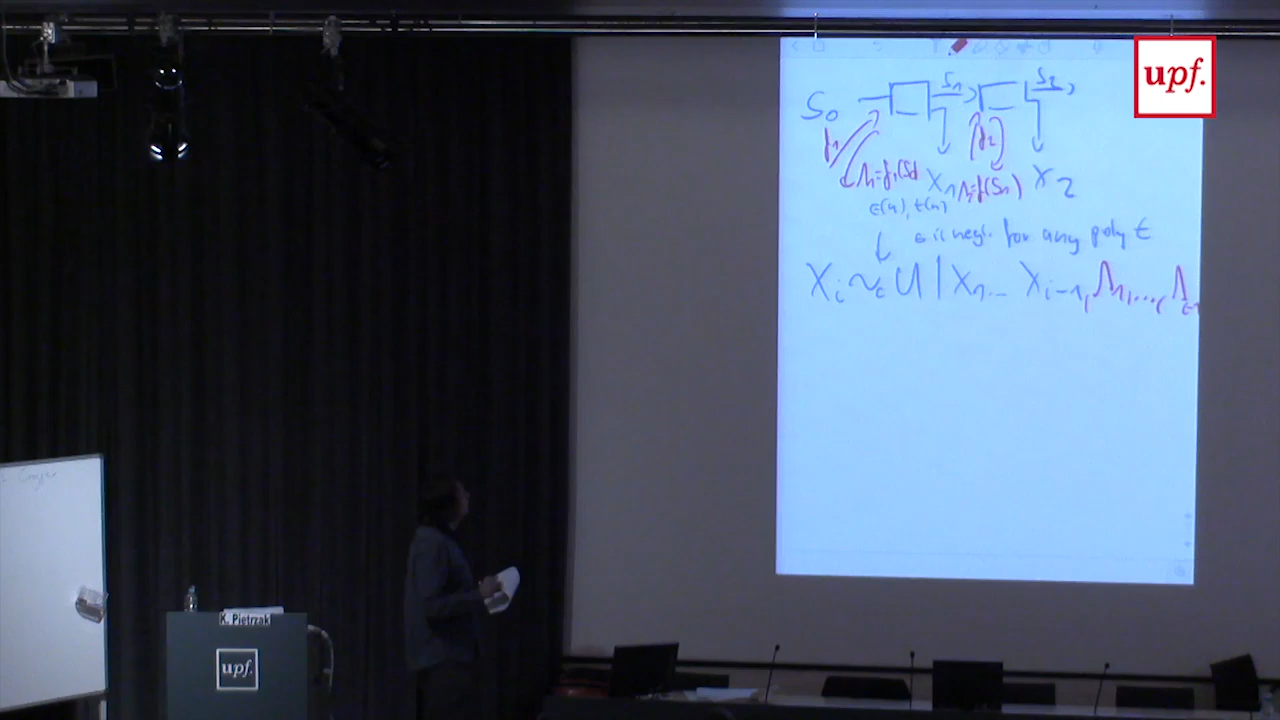 upf.
S₀ S₁ S₂
f₁ f₂
Λ₁=f₁(S₀) X₁ Λ₂=f(S₁) X₂
ε(n), t(n)
ε is negl. for any poly t
Xᵢ ~ε U | X₁... Xᵢ₋₁, Λ₁,...,
K. Pietrzak
upf.